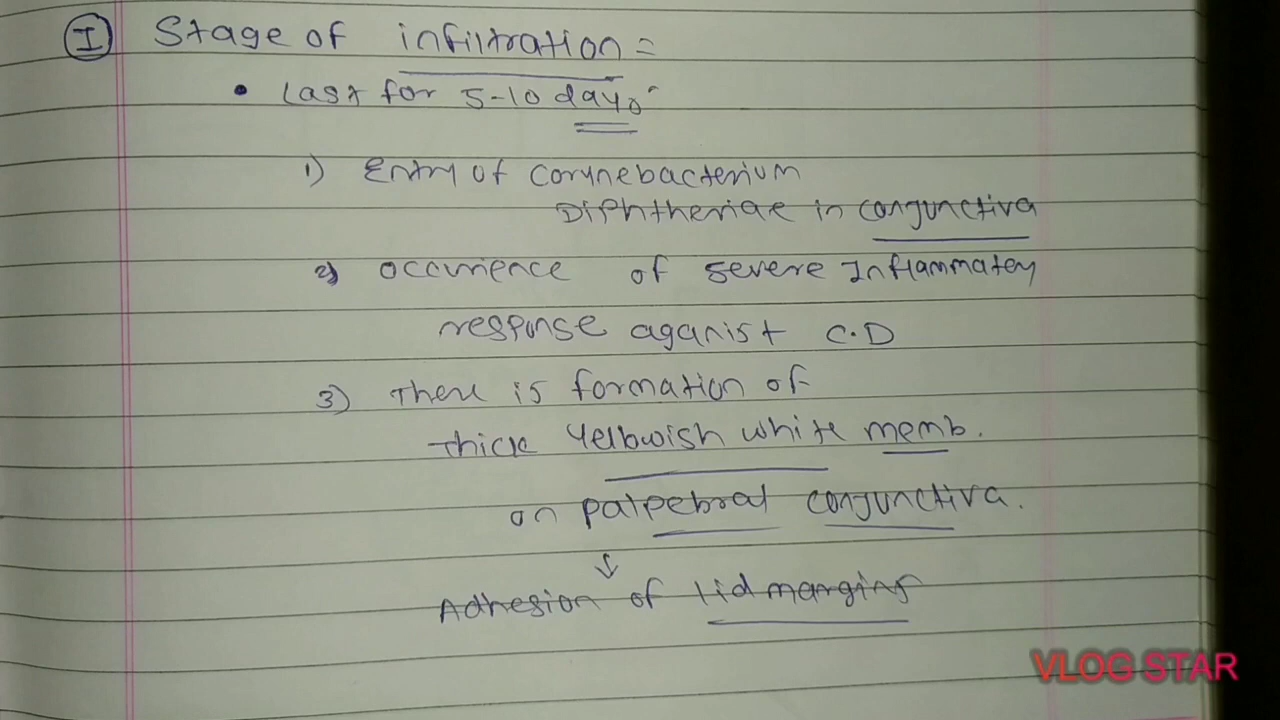 I Stage of infiltration =
• Last for 5-10 days
1) Entry of corynebacterium
Diphtheriae in conjunctiva
2) occurrence of severe Inflammatory
response aganist C.D
3) There is formation of
thick Yellowish white memb.
on palpebral conjunctiva.
↓
Adhesion of lid margins
VLOG STAR